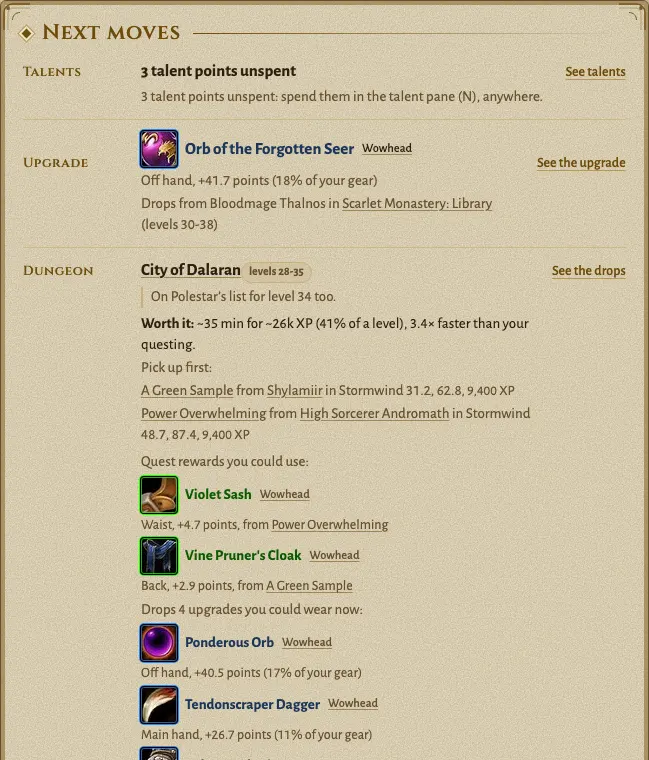 Next moves
Talents
3 talent points unspent
See talents
3 talent points unspent: spend them in the talent pane (N), anywhere.
Upgrade
Orb of the Forgotten Seer Wowhead
See the upgrade
Off hand, +41.7 points (18% of your gear)
Drops from Bloodmage Thalnos in Scarlet Monastery: Library
(levels 30-38)
Dungeon
City of Dalaran levels 28-35
See the drops
On Polestar's list for level 34 too.
Worth it: ~35 min for ~26k XP (41% of a level), 3.4× faster than your
questing.
Pick up first:
A Green Sample from Shylamiir in Stormwind 31.2, 62.8, 9,400 XP
Power Overwhelming from High Sorcerer Andromath in Stormwind
48.7, 87.4, 9,400 XP
Quest rewards you could use:
Violet Sash Wowhead
Waist, +4.7 points, from Power Overwhelming
Vine Pruner's Cloak Wowhead
Back, +2.9 points, from A Green Sample
Drops 4 upgrades you could wear now:
Ponderous Orb Wowhead
Off hand, +40.5 points (17% of your gear)
Tendonscraper Dagger Wowhead
Main hand, +26.7 points (11% of your gear)